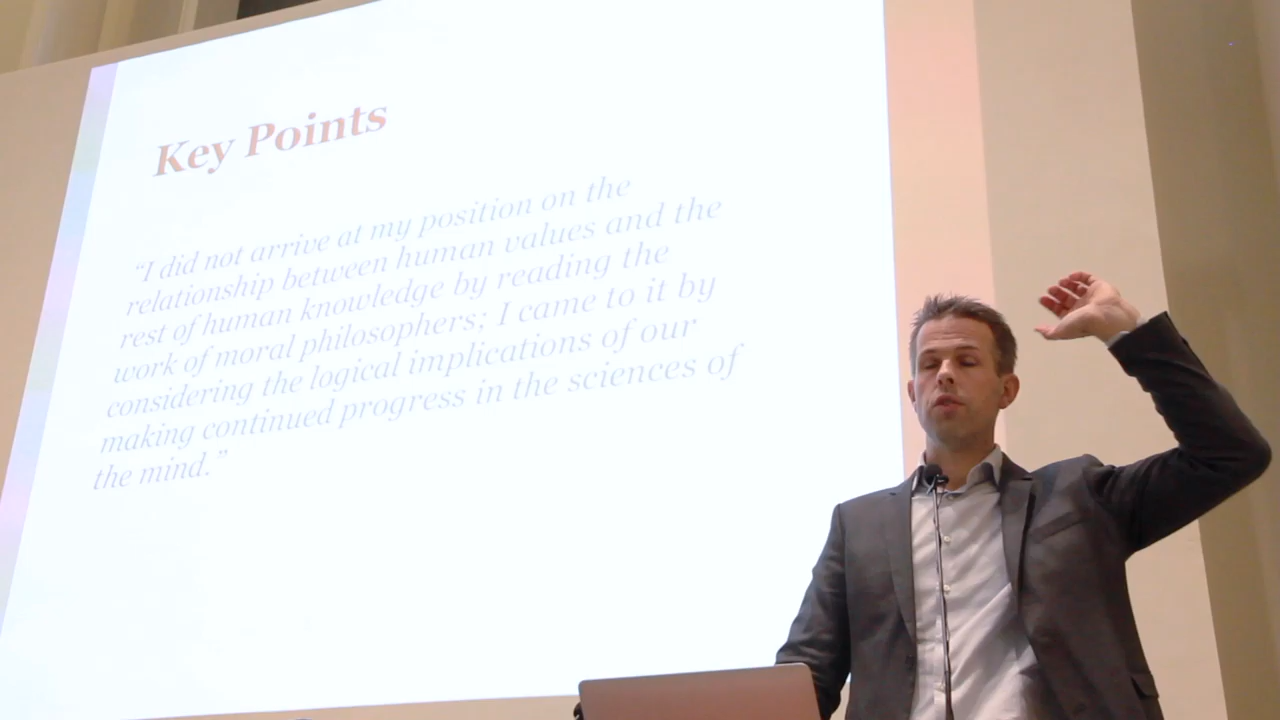 Key Points
“I did not arrive at my position on the
relationship between human values and the
rest of human knowledge by reading the
work of moral philosophers; I came to it by
considering the logical implications of our
making continued progress in the sciences of
the mind.”